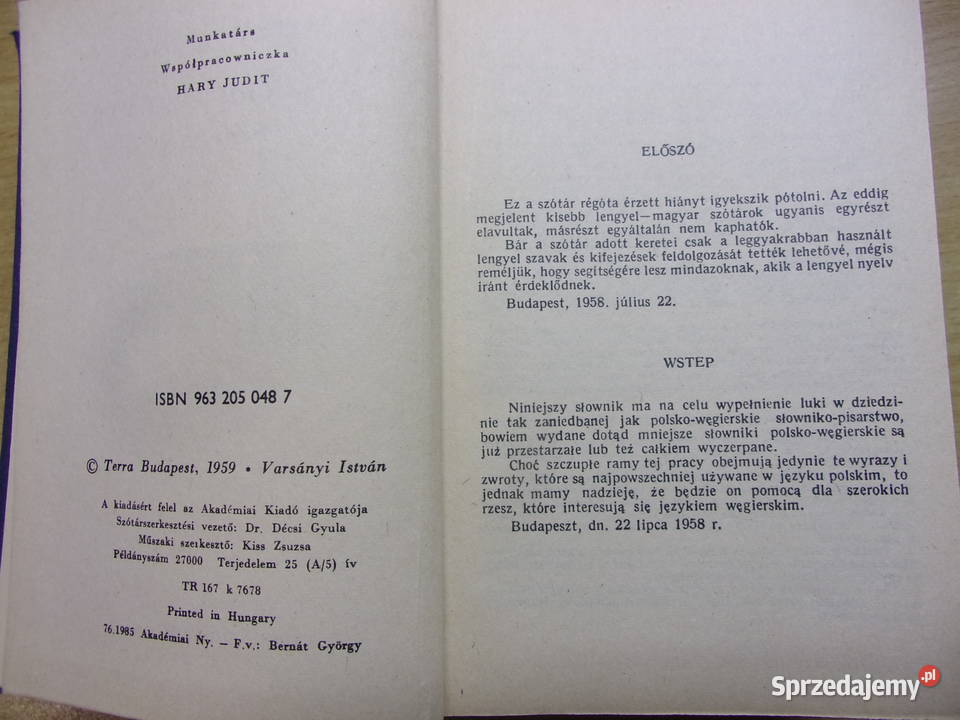 Munkatárs
Współpracowniczka
HARY JUDIT
ISBN 963 205 048 7
© Terra Budapest, 1959 • Varsányi István
A kiadásért felel az Akadémiai Kiadó igazgatója
Szótárszerkesztési vezető: Dr. Décsi Gyula
Műszaki szerkesztő: Kiss Zsuzsa
Példányszám 27000 Terjedelem 25 (A/5) ív
TR 167 k 7678
Printed in Hungary
76.1985 Akadémiai Ny. — F.v.: Bernát György
ELŐSZÓ
Ez a szótár régóta érzett hiányt igyekszik pótolni. Az eddig
megjelent kisebb lengyel—magyar szótárok ugyanis egyrészt
elavultak, másrészt egyáltalán nem kaphatók.
Bár a szótár adott keretei csak a leggyakrabban használt
lengyel szavak és kifejezések feldolgozását tették lehetővé, mégis
reméljük, hogy segítségére lesz mindazoknak, akik a lengyel nyelv
iránt érdeklődnek.
Budapest, 1958. július 22.
WSTEP
Niniejszy słownik ma na celu wypełnienie luki w dziedzi-
nie tak zaniedbanej jak polsko-węgierskie słowniko-pisarstwo,
bowiem wydane dotąd mniejsze słowniki polsko-węgierskie są
już przestarzałe lub też całkiem wyczerpane.
Choć szczupłe ramy tej pracy obejmują jedynie te wyrazy i
zwroty, które są najpowszechniej używane w języku polskim, to
jednak mamy nadzieję, że będzie on pomocą dla szerokich
rzesz, które interesują się językiem węgierskim.
Budapeszt, dn. 22 lipca 1958 r.
Sprzedajemy.pl